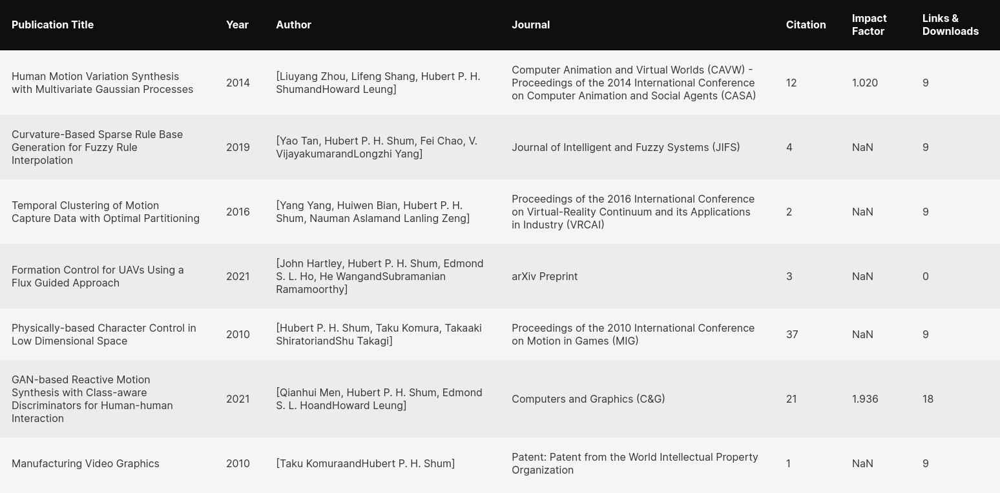 Publication Title Year Author Journal Citation Impact Factor Links & Downloads
Human Motion Variation Synthesis
with Multivariate Gaussian Processes
2014
[Liuyang Zhou, Lifeng Shang, Hubert P. H.
ShumandHoward Leung]
Computer Animation and Virtual Worlds (CAVW) -
Proceedings of the 2014 International Conference
on Computer Animation and Social Agents (CASA)
12
1.020
9
Curvature-Based Sparse Rule Base
Generation for Fuzzy Rule
Interpolation
2019
[Yao Tan, Hubert P. H. Shum, Fei Chao, V.
VijayakumarandLongzhi Yang]
Journal of Intelligent and Fuzzy Systems (JIFS)
4
NaN
9
Temporal Clustering of Motion
Capture Data with Optimal Partitioning
2016
[Yang Yang, Huiwen Bian, Hubert P. H.
Shum, Nauman Aslamand Lanling Zeng]
Proceedings of the 2016 International Conference
on Virtual-Reality Continuum and its Applications
in Industry (VRCAI)
2
NaN
9
Formation Control for UAVs Using a
Flux Guided Approach
2021
[John Hartley, Hubert P. H. Shum, Edmond
S. L. Ho, He WangandSubramanian
Ramamoorthy]
arXiv Preprint
3
NaN
0
Physically-based Character Control in
Low Dimensional Space
2010
[Hubert P. H. Shum, Taku Komura, Takaaki
ShiratoriandShu Takagi]
Proceedings of the 2010 International Conference
on Motion in Games (MIG)
37
NaN
9
GAN-based Reactive Motion
Synthesis with Class-aware
Discriminators for Human-human
Interaction
2021
[Qianhui Men, Hubert P. H. Shum, Edmond
S. L. HoandHoward Leung]
Computers and Graphics (C&G)
21
1.936
18
Manufacturing Video Graphics
2010
[Taku KomuraandHubert P. H. Shum]
Patent: Patent from the World Intellectual Property
Organization
1
NaN
9